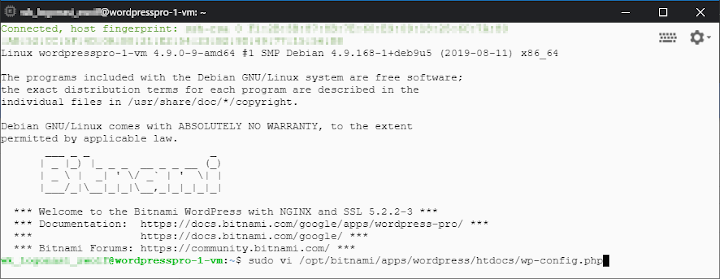 @wordpresspro-1-vm: ~
Connected, host fingerprint:
Linux wordpresspro-1-vm 4.9.0-9-amd64 #1 SMP Debian 4.9.168-1+deb9u5 (2019-08-11) x86_64
The programs included with the Debian GNU/Linux system are free software;
the exact distribution terms for each program are described in the
individual files in /usr/share/doc/*/copyright.
Debian GNU/Linux comes with ABSOLUTELY NO WARRANTY, to the extent
permitted by applicable law.
Bitnami
*** Welcome to the Bitnami WordPress with NGINX and SSL 5.2.2-3 ***
*** Documentation: https://docs.bitnami.com/google/apps/wordpress-pro/ ***
*** https://docs.bitnami.com/google/ ***
*** Bitnami Forums: https://community.bitnami.com/ ***
@wordpresspro-1-vm:~$ sudo vi /opt/bitnami/apps/wordpress/htdocs/wp-config.php